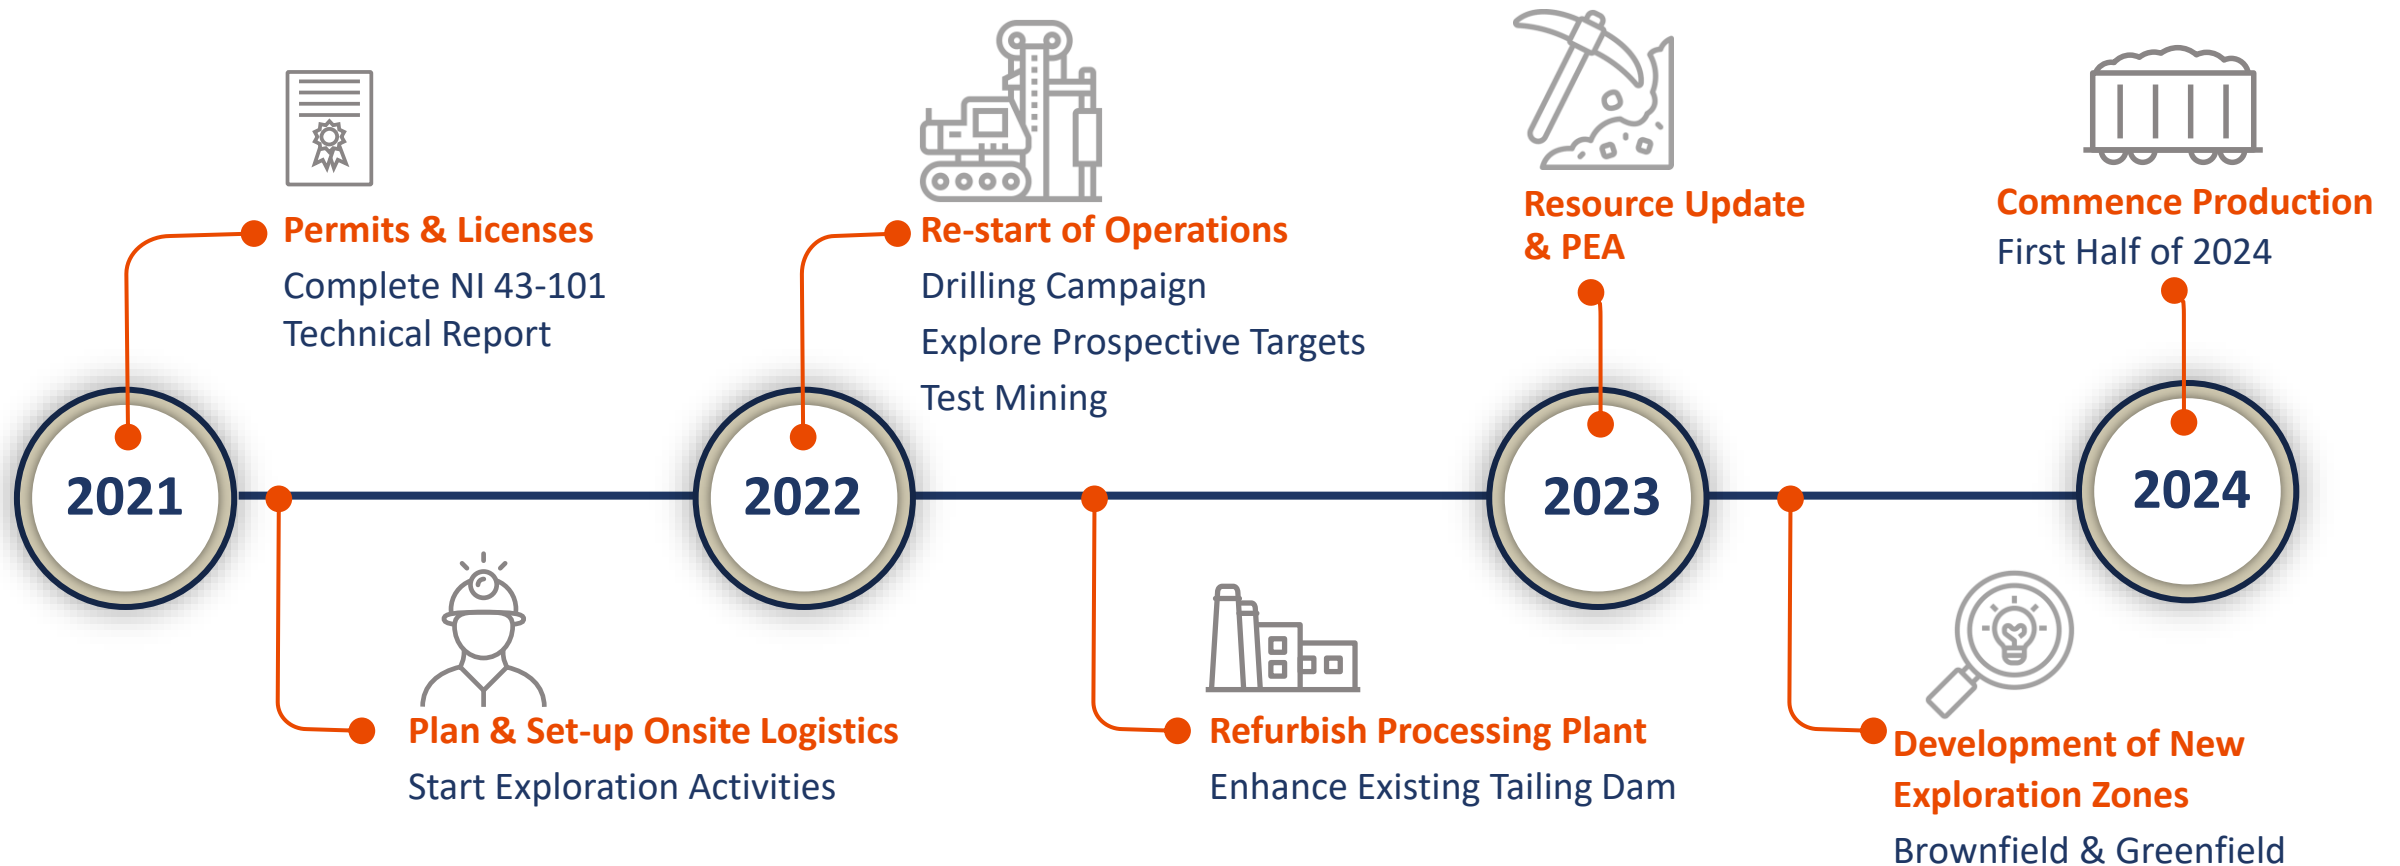 Permits & Licenses
Complete NI 43-101
Technical Report
Re-start of Operations
Drilling Campaign
Explore Prospective Targets
Test Mining
Resource Update
& PEA
Commence Production
First Half of 2024
2021
2022
2023
2024
Plan & Set-up Onsite Logistics
Start Exploration Activities
Refurbish Processing Plant
Enhance Existing Tailing Dam
Development of New
Exploration Zones
Brownfield & Greenfield